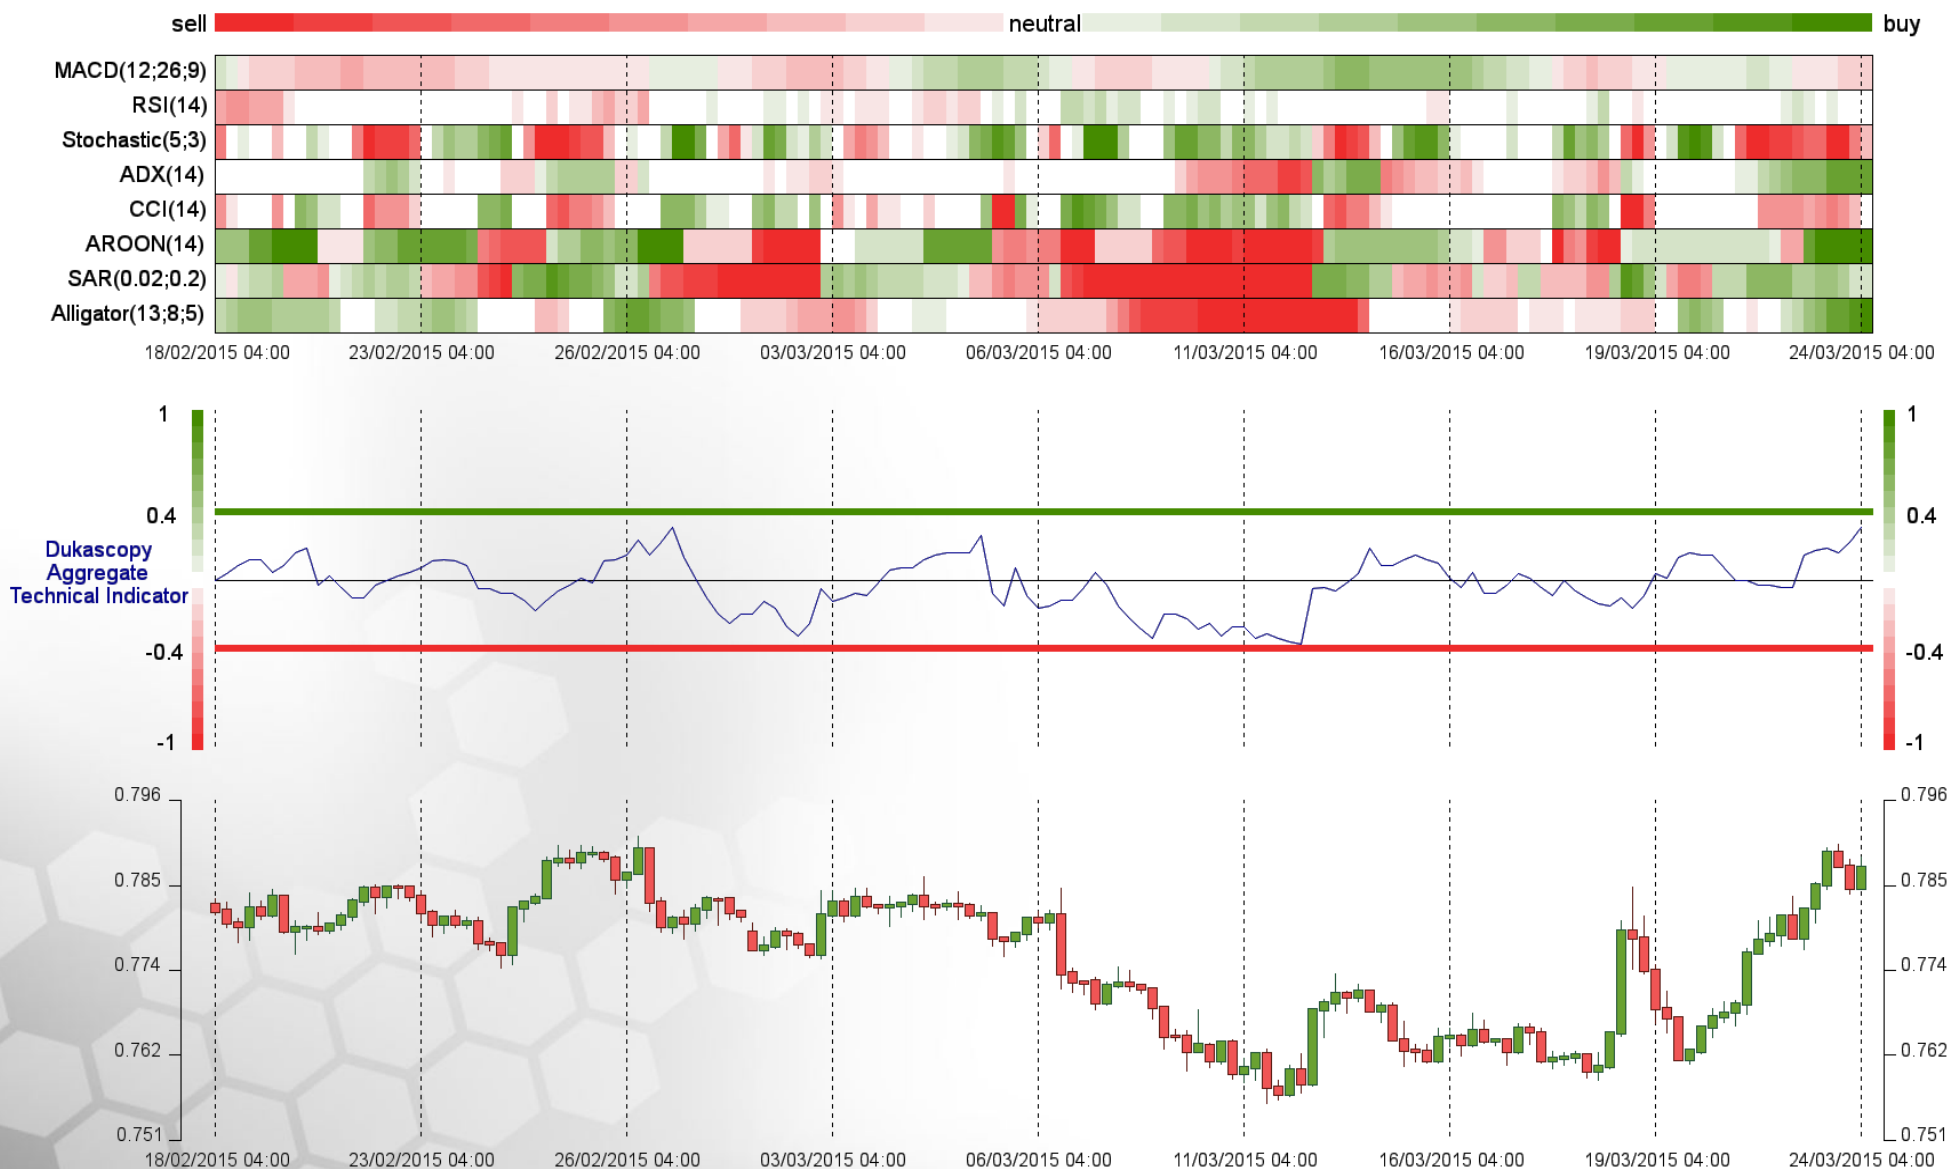 sell neutral buy
MACD(12;26;9)
RSI(14)
Stochastic(5;3)
ADX(14)
CCI(14)
AROON(14)
SAR(0.02;0.2)
Alligator(13;8;5)
18/02/2015 04:00 23/02/2015 04:00 26/02/2015 04:00 03/03/2015 04:00 06/03/2015 04:00 11/03/2015 04:00 16/03/2015 04:00 19/03/2015 04:00 24/03/2015 04:00
1 1
0.4 0.4
Dukascopy
Aggregate
Technical Indicator
-0.4 -0.4
-1 -1
0.796 0.796
0.785 0.785
0.774 0.774
0.762 0.762
0.751 0.751
18/02/2015 04:00 23/02/2015 04:00 26/02/2015 04:00 03/03/2015 04:00 06/03/2015 04:00 11/03/2015 04:00 16/03/2015 04:00 19/03/2015 04:00 24/03/2015 04:00